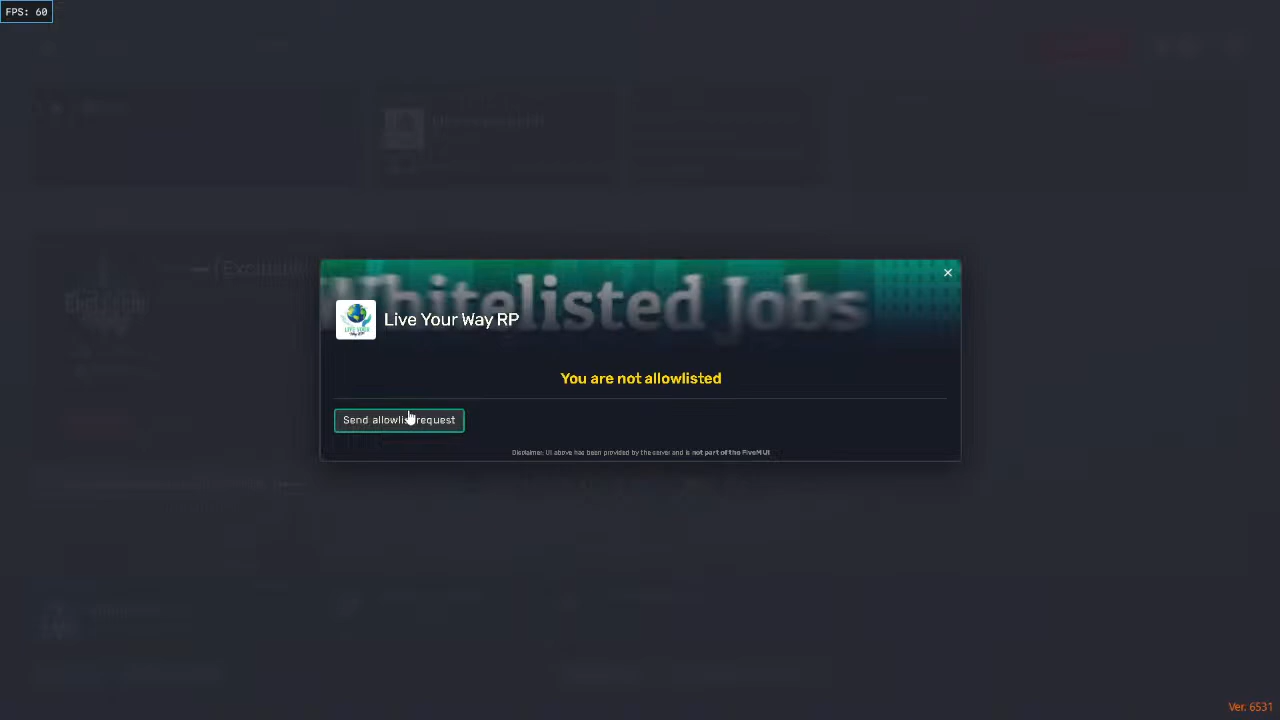 FPS: 60
(Exclusive
Whitelisted Jobs
Live Your Way RP
You are not allowlisted
Send allowlist request
Disclaimer: UI above has been provided by the server and is not part of the FiveM UI
Ver. 6531